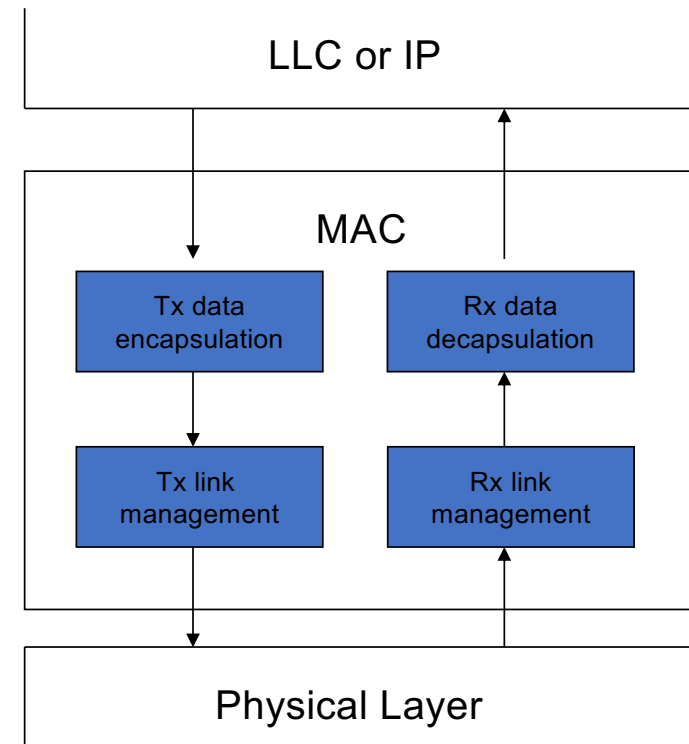 LLC or IP
MAC
Tx data
encapsulation
Rx data
decapsulation
Tx link
management
Rx link
management
Physical Layer